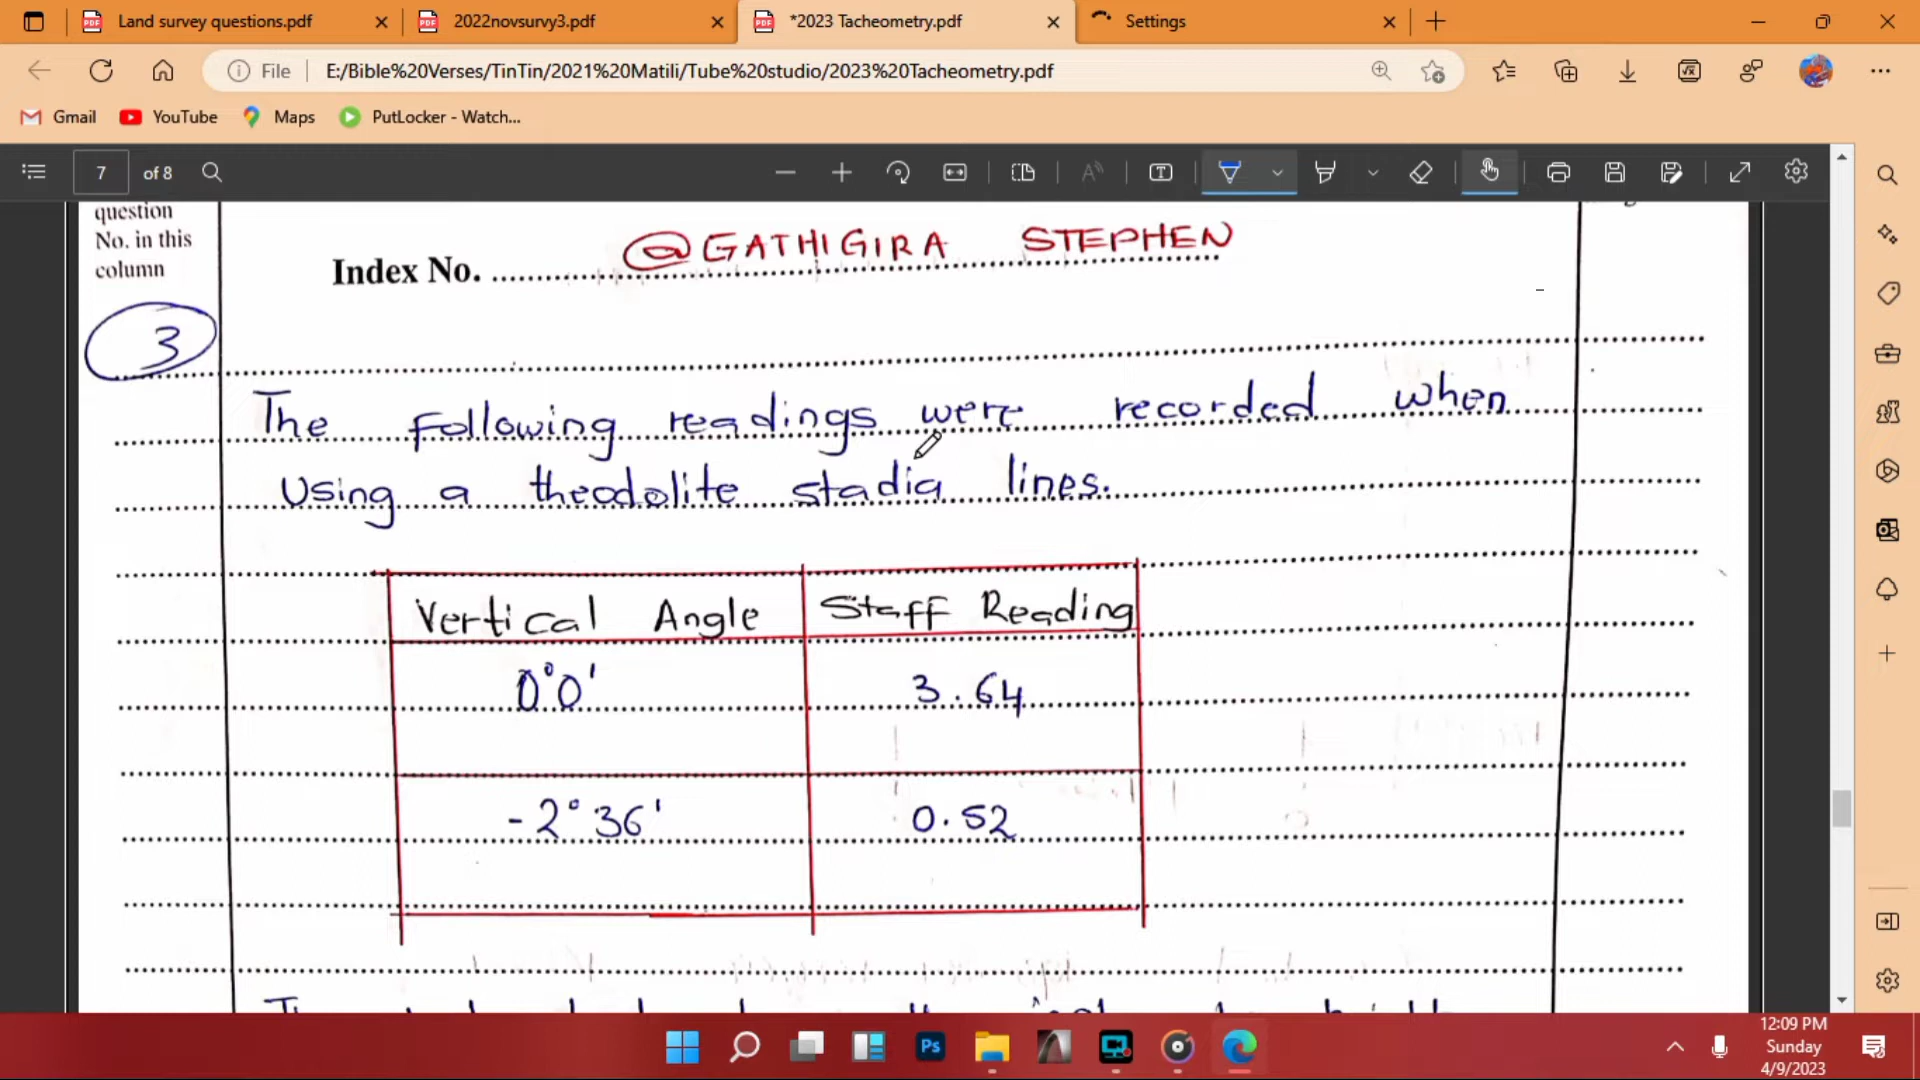 Land survey questions.pdf
2022novsurvy3.pdf
*2023 Tacheometry.pdf
Settings
File
E:/Bible%20Verses/TinTin/2021%20Matili/Tube%20studio/2023%20Tacheometry.pdf
Gmail
YouTube
Maps
PutLocker - Watch...
7 of 8
question
No. in this
column
Index No. @GATHIGIRA STEPHEN
3
The following readings were recorded when
Using a theodolite stadia lines.
Vertical Angle Staff Reading
0°0' 3.64
-2°36' 0.52
Ps
12:09 PM
Sunday
4/9/2023